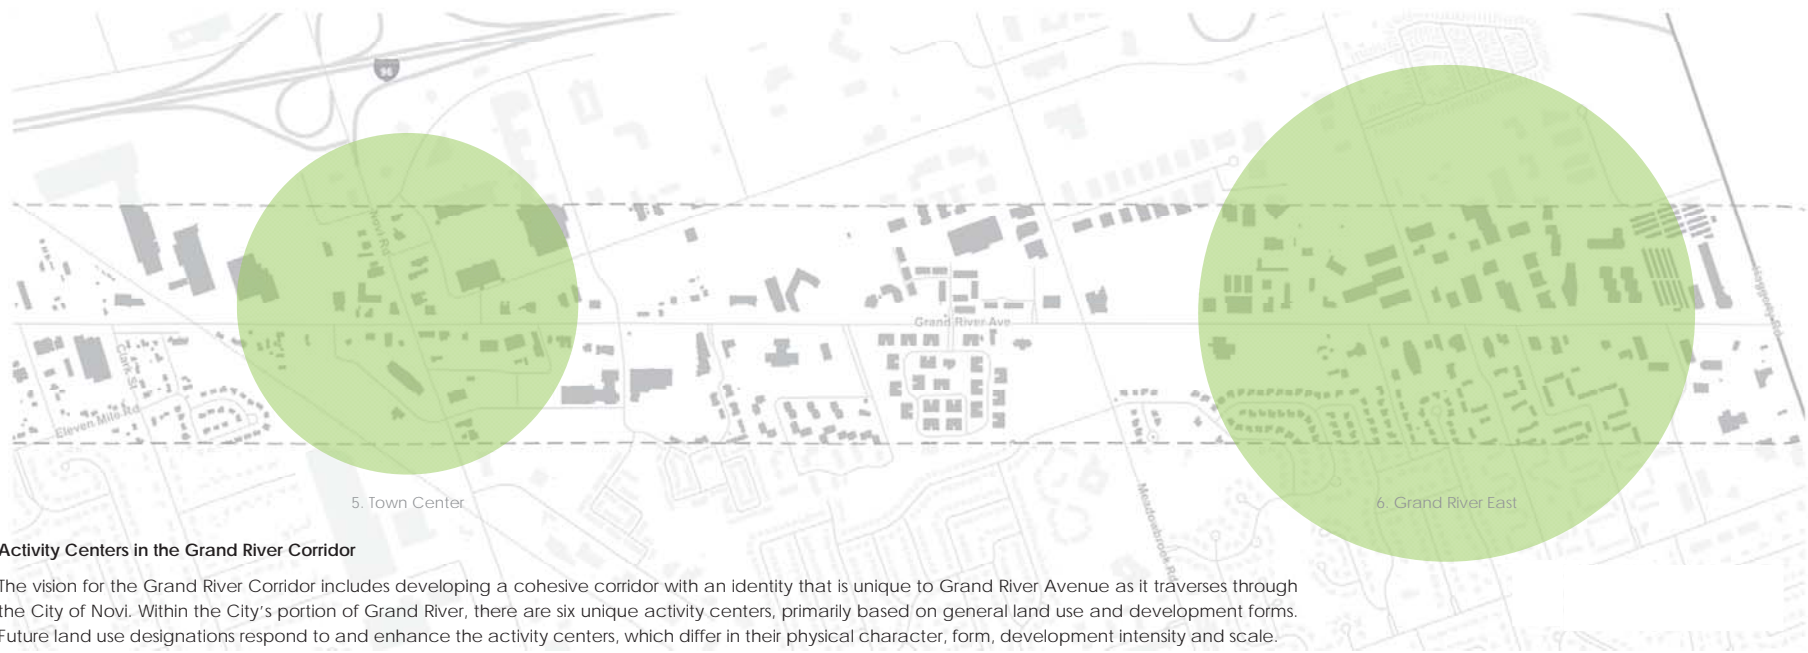 96
Novi Rd
Haggerty Rd
Grand River Ave
Clark St
Eleven Mile Rd
Meadowbrook Rd
5. Town Center
6. Grand River East
Activity Centers in the Grand River Corridor
The vision for the Grand River Corridor includes developing a cohesive corridor with an identity that is unique to Grand River Avenue as it traverses through
the City of Novi. Within the City's portion of Grand River, there are six unique activity centers, primarily based on general land use and development forms.
Future land use designations respond to and enhance the activity centers, which differ in their physical character, form, development intensity and scale.